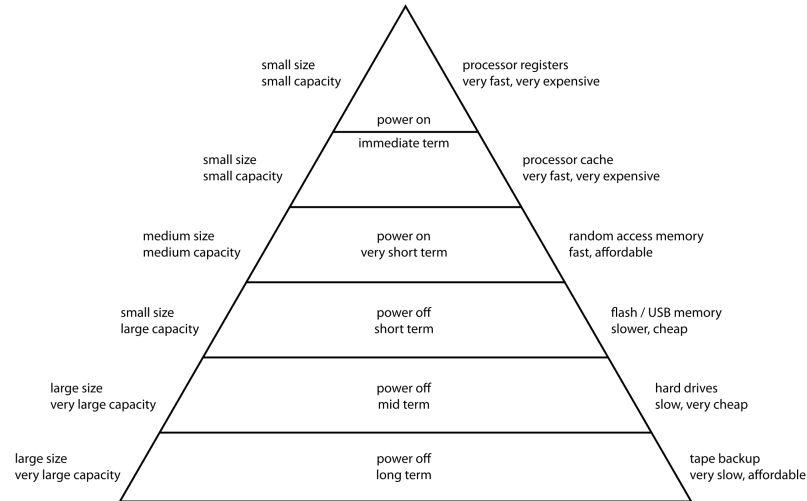 small size
small capacity
processor registers
very fast, very expensive
power on
immediate term
small size
small capacity
processor cache
very fast, very expensive
medium size
medium capacity
power on
very short term
random access memory
fast, affordable
small size
large capacity
power off
short term
flash / USB memory
slower, cheap
large size
very large capacity
power off
mid term
hard drives
slow, very cheap
large size
very large capacity
power off
long term
tape backup
very slow, affordable